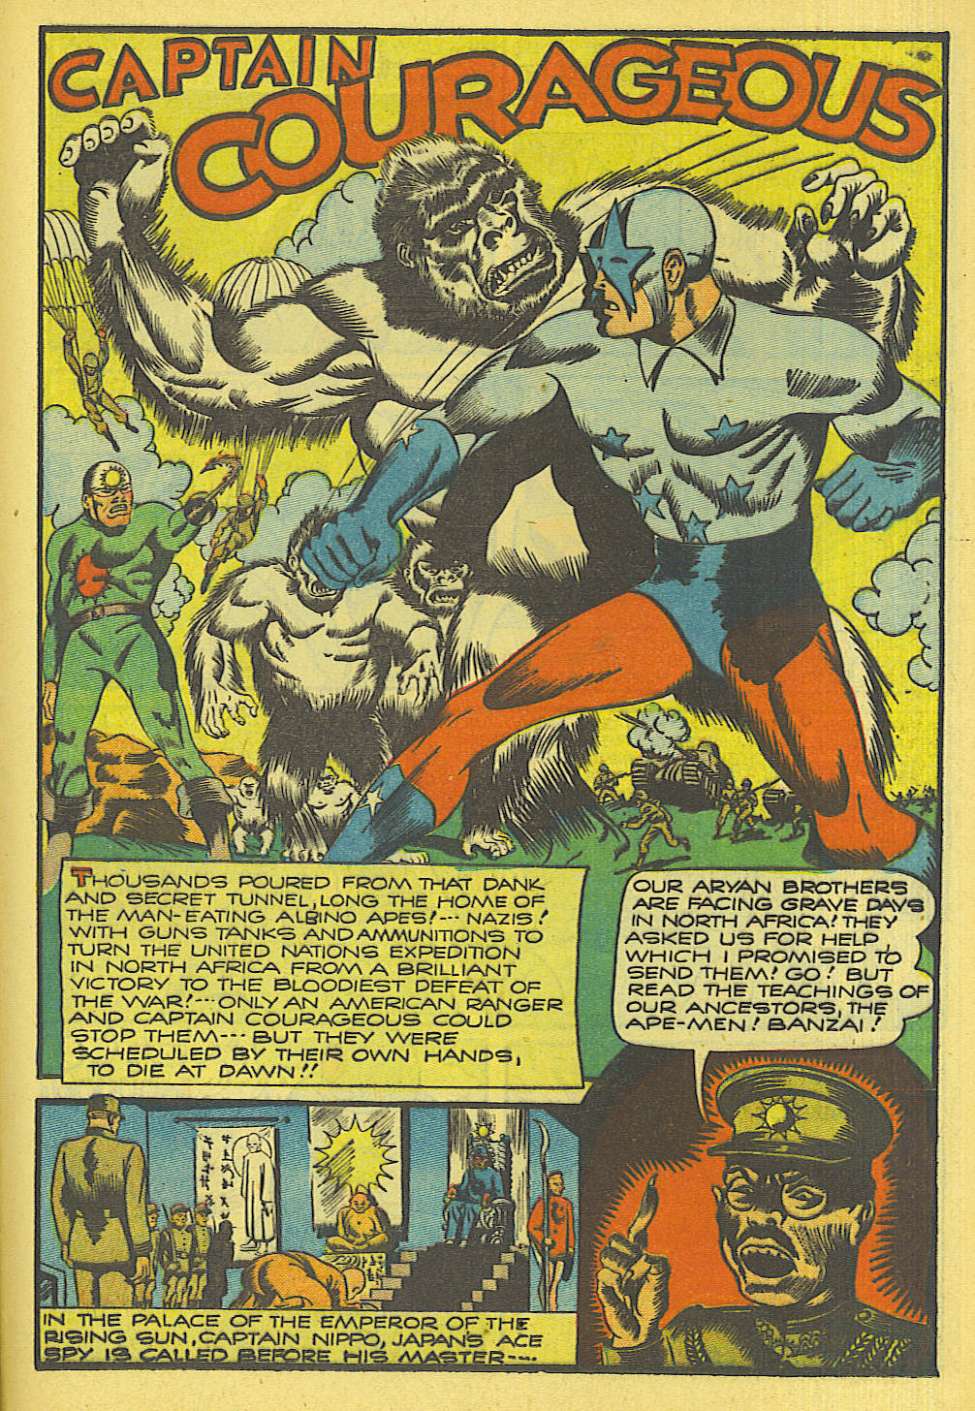 CAPTAIN
COURAGEOUS
THOUSANDS POURED FROM THAT DANK
AND SECRET TUNNEL, LONG THE HOME OF
THE MAN-EATING ALBINO APES!--- NAZIS!
WITH GUNS TANKS AND AMMUNITIONS TO
TURN THE UNITED NATIONS EXPEDITION
IN NORTH AFRICA FROM A BRILLIANT
VICTORY TO THE BLOODIEST DEFEAT OF
THE WAR!---ONLY AN AMERICAN RANGER
AND CAPTAIN COURAGEOUS COULD
STOP THEM--- BUT THEY WERE
SCHEDULED BY THEIR OWN HANDS,
TO DIE AT DAWN!!
OUR ARYAN BROTHERS
ARE FACING GRAVE DAYS
IN NORTH AFRICA! THEY
ASKED US FOR HELP,
WHICH I PROMISED TO
SEND THEM! GO! BUT
READ THE TEACHINGS OF
OUR ANCESTORS, THE
APE-MEN! BANZAI!
IN THE PALACE OF THE EMPEROR OF THE
RISING SUN, CAPTAIN NIPPO, JAPAN'S ACE
SPY IS CALLED BEFORE HIS MASTER---